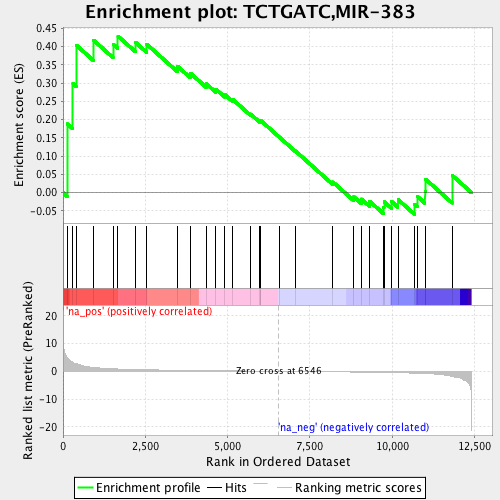 Enrichment plot: TCTGATC,MIR-383
Enrichment score (ES)
0.45
0.40
0.35
0.30
0.25
0.20
0.15
0.10
0.05
0.00
-0.05
'na_pos' (positively correlated)
Ranked list metric (PreRanked)
20
10
0
-10
-20
Zero cross at 6546
'na_neg' (negatively correlated)
0
2,500
5,000
7,500
10,000
12,500
Rank in Ordered Dataset
Enrichment profile
Hits
Ranking metric scores